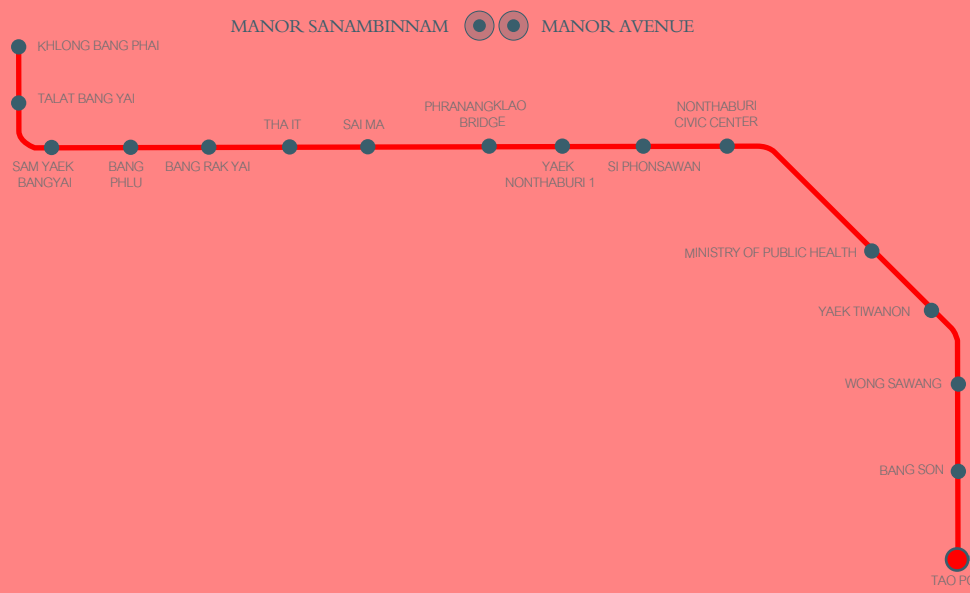 MANOR SANAMBINNAM
MANOR AVENUE
KHLONG BANG PHAI
TALAT BANG YAI
SAM YAEK
BANGYAI
BANG
PHLU
BANG RAK YAI
THA IT
SAI MA
PHRANANGKLAO
BRIDGE
YAEK
NONTHABURI 1
SI PHONSAWAN
NONTHABURI
CIVIC CENTER
MINISTRY OF PUBLIC HEALTH
YAEK TIWANON
WONG SAWANG
BANG SON
TAO